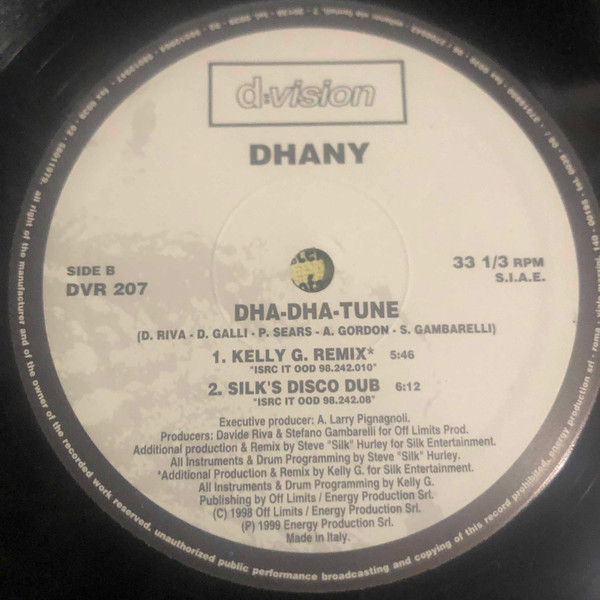 d:vision
DHANY
SIDE B
DVR 207
33 1/3 RPM
S.I.A.E.
DHA-DHA-TUNE
(D. RIVA - D. GALLI - P. SEARS - A. GORDON - S. GAMBARELLI)
1. KELLY G. REMIX* 5:46
"ISRC IT OOD 98.242.010"
2. SILK'S DISCO DUB 6:12
"ISRC IT OOD 98.242.08"
Executive producer: A. Larry Pignagnoli.
Producers: Davide Riva & Stefano Gambarelli for Off Limits Prod.
Additional production & Remix by Steve "Silk" Hurley for Silk Entertainment.
All Instruments & Drum Programming by Steve "Silk" Hurley.
*Additional Production & Remix by Kelly G. for Silk Entertainment.
All Instruments & Drum Programming by Kelly G.
Publishing by Off Limits / Energy Production Srl.
(C) 1998 Off Limits / Energy Production Srl.
(P) 1999 Energy Production Srl.
Made in Italy.
all right of the manufacturer and of the owner of the recorded work reserved. unauthorized public performance broadcasting and copying of this record prohibited. energy production srl